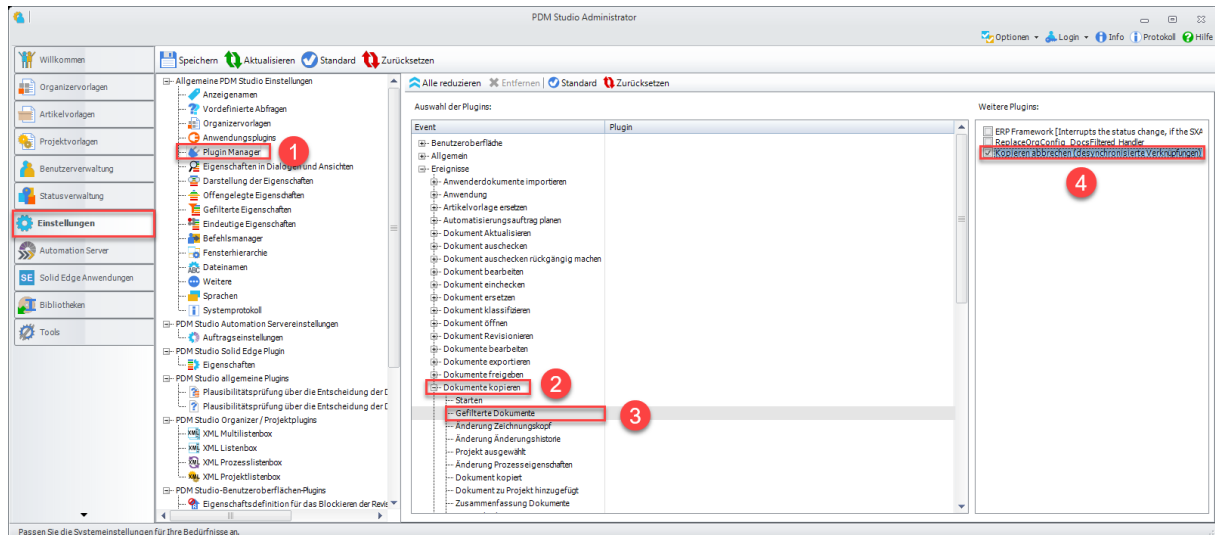 PDM Studio Administrator
Optionen Login Info Protokoll Hilfe
Willkommen
Organizervorlagen
Artikelvorlagen
Projektvorlagen
Benutzerverwaltung
Statusverwaltung
Einstellungen
Automation Server
SE Solid Edge Anwendungen
Bibliotheken
Tools
Speichern Aktualisieren Standard Zurücksetzen
Allgemeine PDM Studio Einstellungen
Anzeigenamen
Vordefinierte Abfragen
Organizervorlagen
Anwendungsplugins
Plugin Manager
1
Eigenschaften in Dialogen und Ansichten
Darstellung der Eigenschaften
Offengelegte Eigenschaften
Gefilterte Eigenschaften
Eindeutige Eigenschaften
Befehlsmanager
Fensterhierarchie
Dateinamen
Weitere
Sprachen
Systemprotokoll
PDM Studio Automation Servereinstellungen
Auftragseinstellungen
PDM Studio Solid Edge Plugin
Eigenschaften
PDM Studio allgemeine Plugins
Plausibilitätsprüfung über die Entscheidung der D
Plausibilitätsprüfung über die Entscheidung der D
PDM Studio Organizer / Projektplugins
XML Multilistenbox
XML Listenbox
XML Prozesslistenbox
XML Projektlistenbox
PDM Studio-Benutzeroberflächen-Plugins
Eigenschaftsdefinition für das Blockieren der Revis
Alle reduzieren Entfernen Standard Zurücksetzen
Auswahl der Plugins:
Event Plugin
Benutzeroberfläche
Allgemein
Ereignisse
Anwenderdokumente importieren
Anwendung
Artikelvorlage ersetzen
Automatisierungsauftrag planen
Dokument Aktualisieren
Dokument auschecken
Dokument auschecken rückgängig machen
Dokument bearbeiten
Dokument einchecken
Dokument ersetzen
Dokument klassifizieren
Dokument öffnen
Dokument Revisionieren
Dokumente bearbeiten
Dokumente exportieren
Dokumente freigeben
Dokumente kopieren
2
Starten
Gefilterte Dokumente
3
Änderung Zeichnungskopf
Änderung Änderungshistorie
Projekt ausgewählt
Änderung Prozesseigenschaften
Dokument kopiert
Dokument zu Projekt hinzugefügt
Zusammenfassung Dokumente
Weitere Plugins:
ERP Framework [Interrupts the status change, if the SXA
ReplaceOrgConfig_DocsFiltered_Handler
Kopieren abbrechen (desynchronisierte Verknüpfungen)
4
Passen Sie die Systemeinstellungen für Ihre Bedürfnisse an.